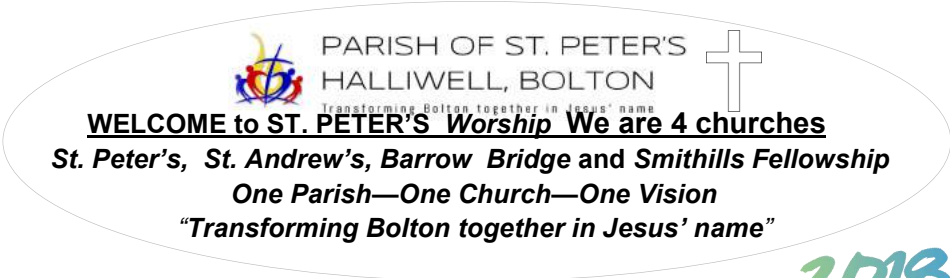 PARISH OF ST. PETER'S
HALLIWELL, BOLTON
Transforming Bolton together in Jesus' name
WELCOME to ST. PETER'S Worship We are 4 churches
St. Peter's, St. Andrew's, Barrow Bridge and Smithills Fellowship
One Parish—One Church—One Vision
“Transforming Bolton together in Jesus' name”
2018